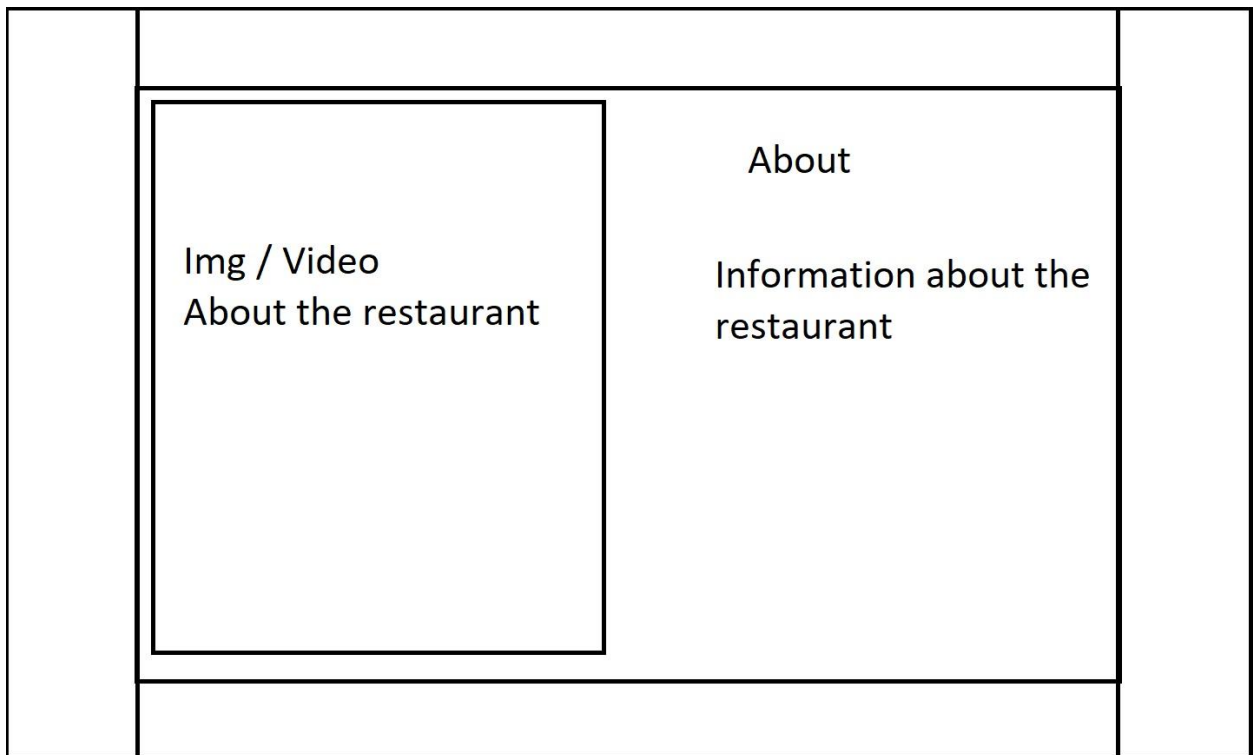 Img / Video
About the restaurant
About
Information about the
restaurant